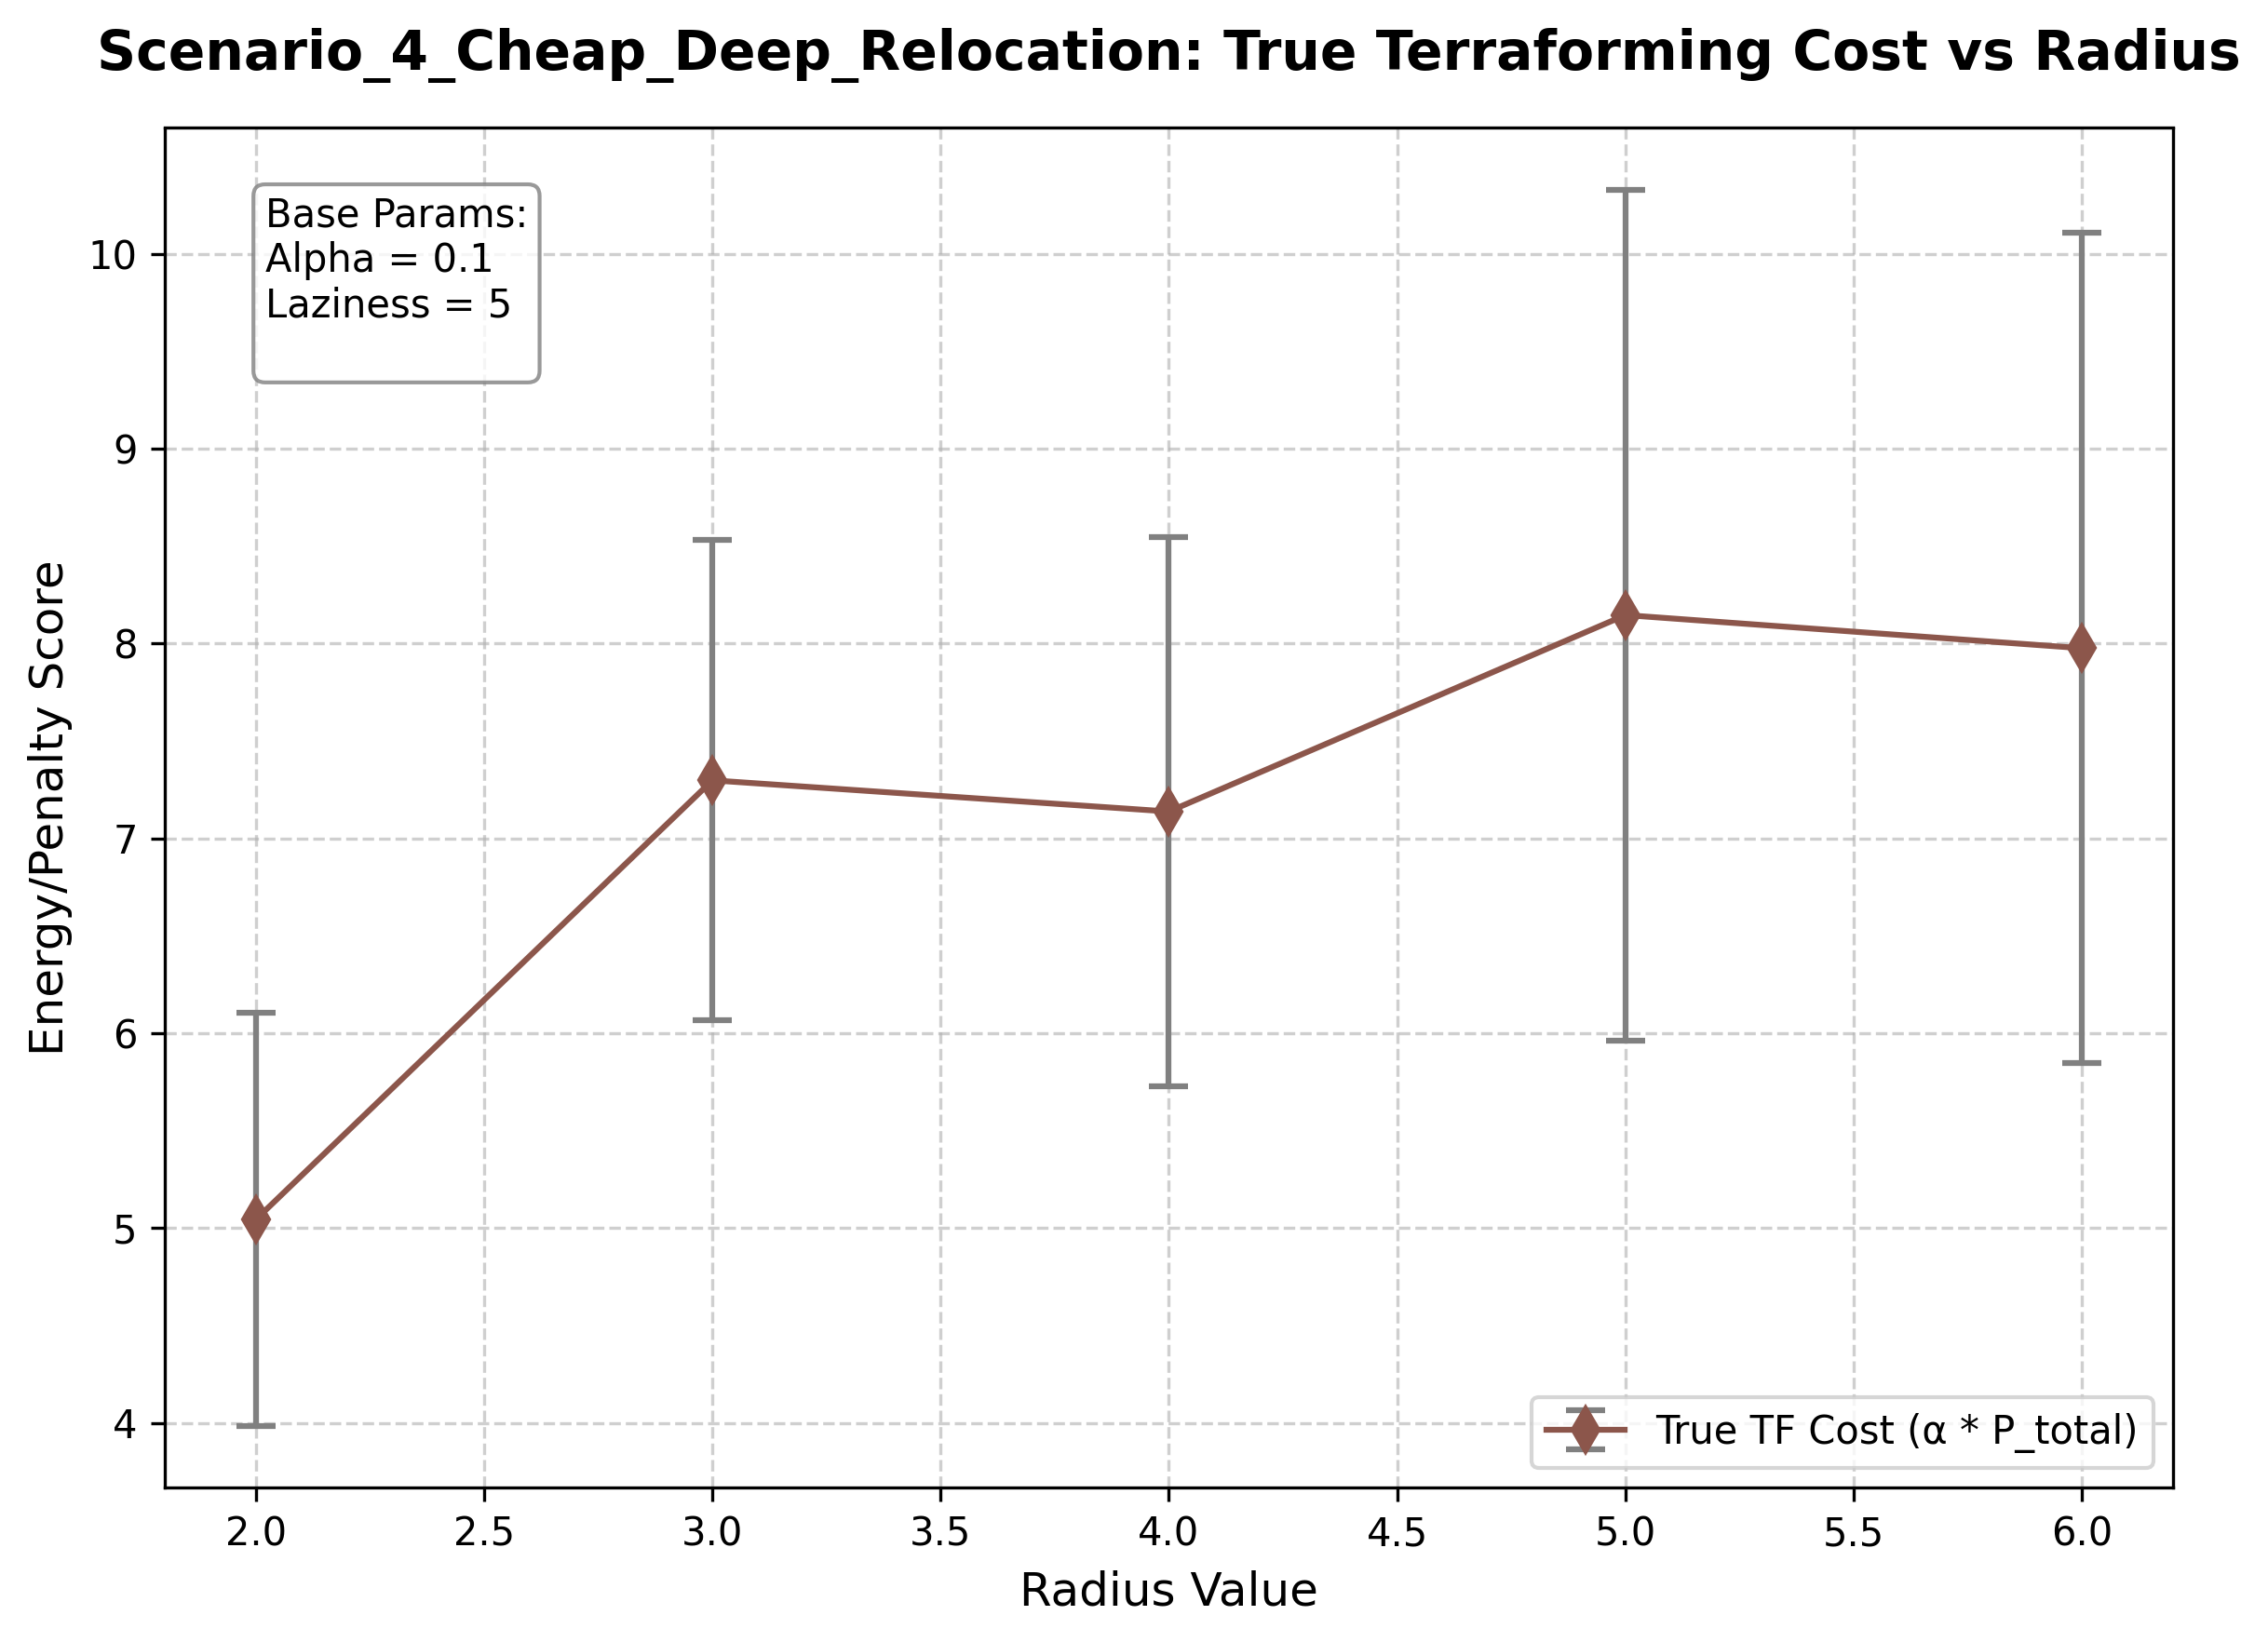 Scenario_4_Cheap_Deep_Relocation: True Terraforming Cost vs Radius
Base Params:
Alpha = 0.1
Laziness = 5
Energy/Penalty Score
10
9
8
7
6
5
4
True TF Cost (α * P_total)
2.0 2.5 3.0 3.5 4.0 4.5 5.0 5.5 6.0
Radius Value